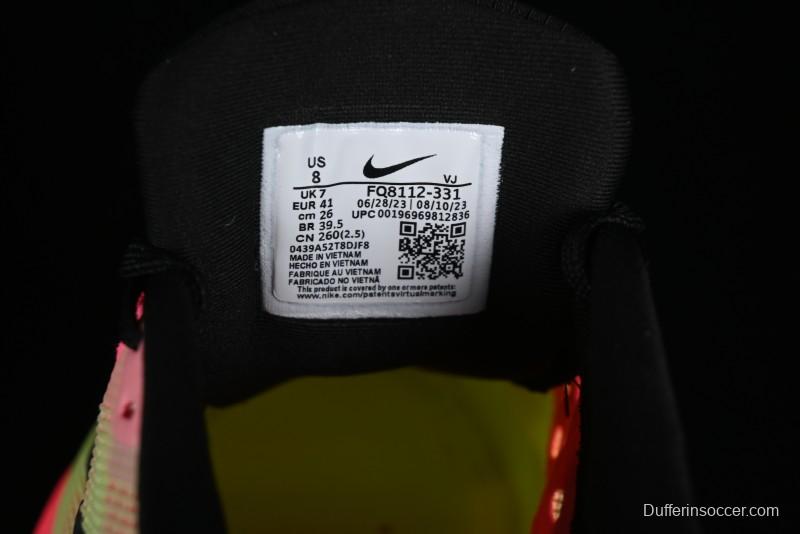 US
8
VJ
UK 7
FQ8112-331
EUR 41
06/28/23 | 08/10/23
cm 26
UPC 00196969812836
BR 39.5
CN 260(2.5)
0439A52T8DJF8
MADE IN VIETNAM
HECHO EN VIETNAM
FABRIQUE AU VIETNAM
FABRICADO NO VIETNÃ
This product is covered by one or more patents:
www.nike.com/patentsvirtualmarking
Dufferinsoccer.com/